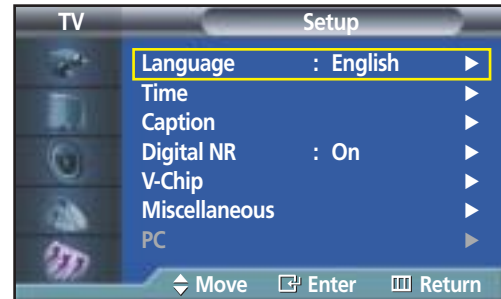 TV Setup
Language : English ▶
Time ▶
Caption ▶
Digital NR : On ▶
V-Chip ▶
Miscellaneous ▶
PC ▶
Move Enter Return